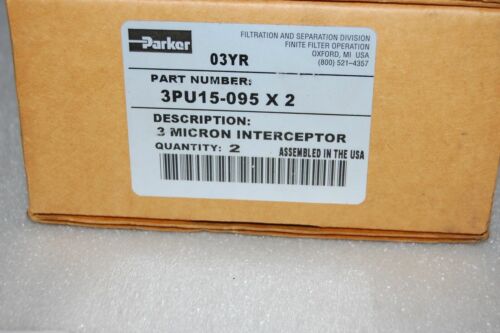 Parker
FILTRATION AND SEPARATION DIVISION
FINITE FILTER OPERATION
OXFORD, MI USA
(800) 521-4357
03YR
PART NUMBER:
3PU15-095 X 2
DESCRIPTION:
3 MICRON INTERCEPTOR
QUANTITY: 2 ASSEMBLED IN THE USA